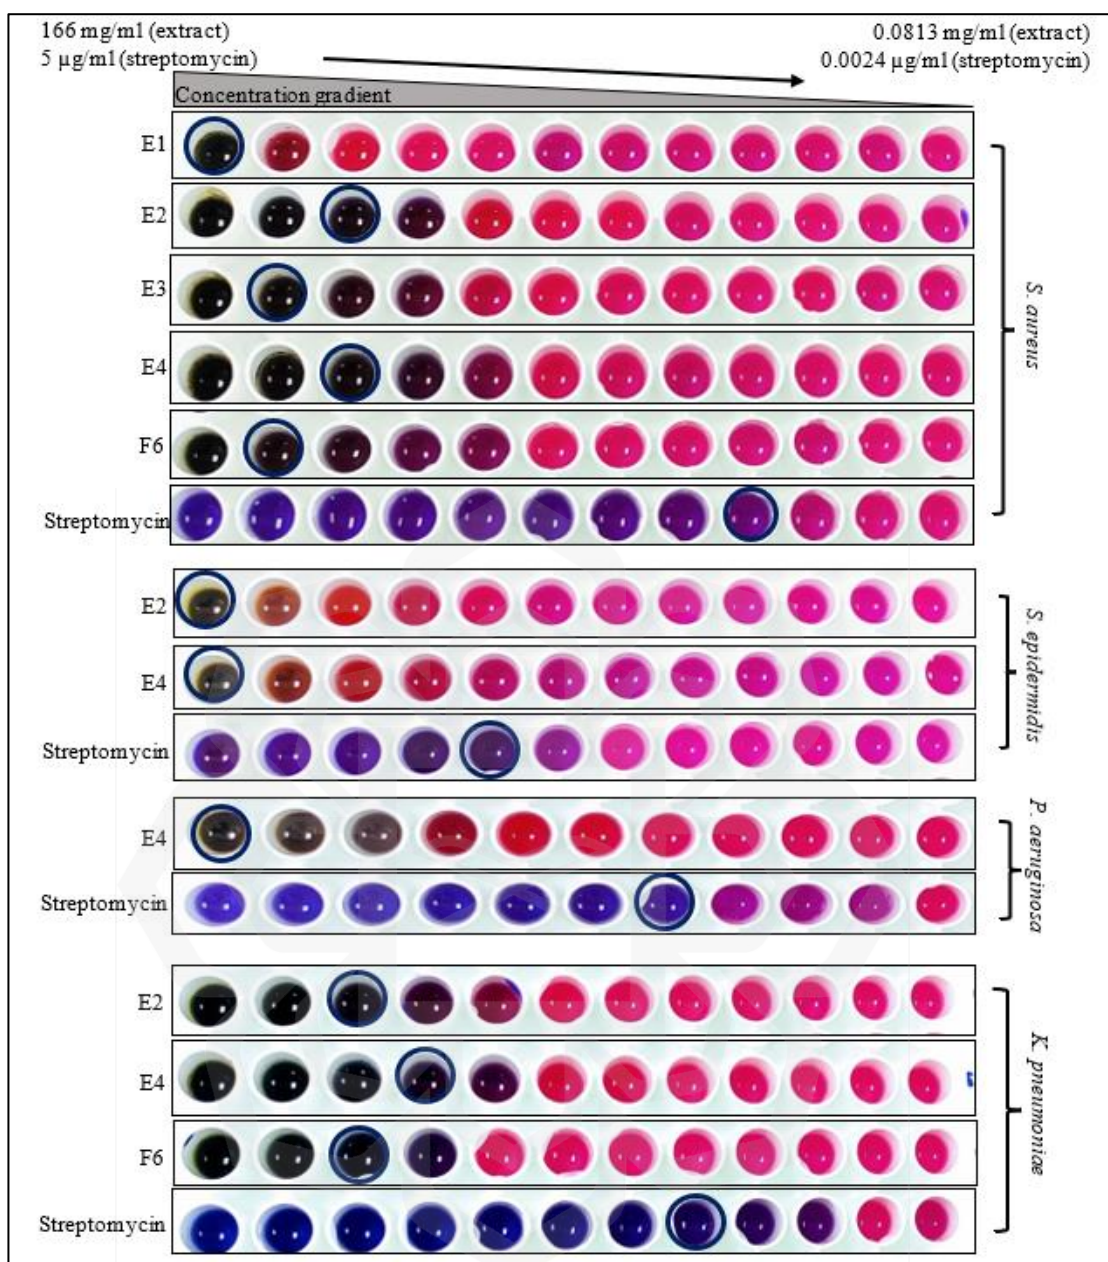 166 mg/ml (extract)
5 µg/ml (streptomycin)
0.0813 mg/ml (extract)
0.0024 µg/ml (streptomycin)
Concentration gradient
E1
E2
E3
E4
F6
Streptomycin
S. aureus
E2
E4
Streptomycin
S. epidermidis
E4
Streptomycin
P. aeruginosa
E2
E4
F6
Streptomycin
K. pneumoniae